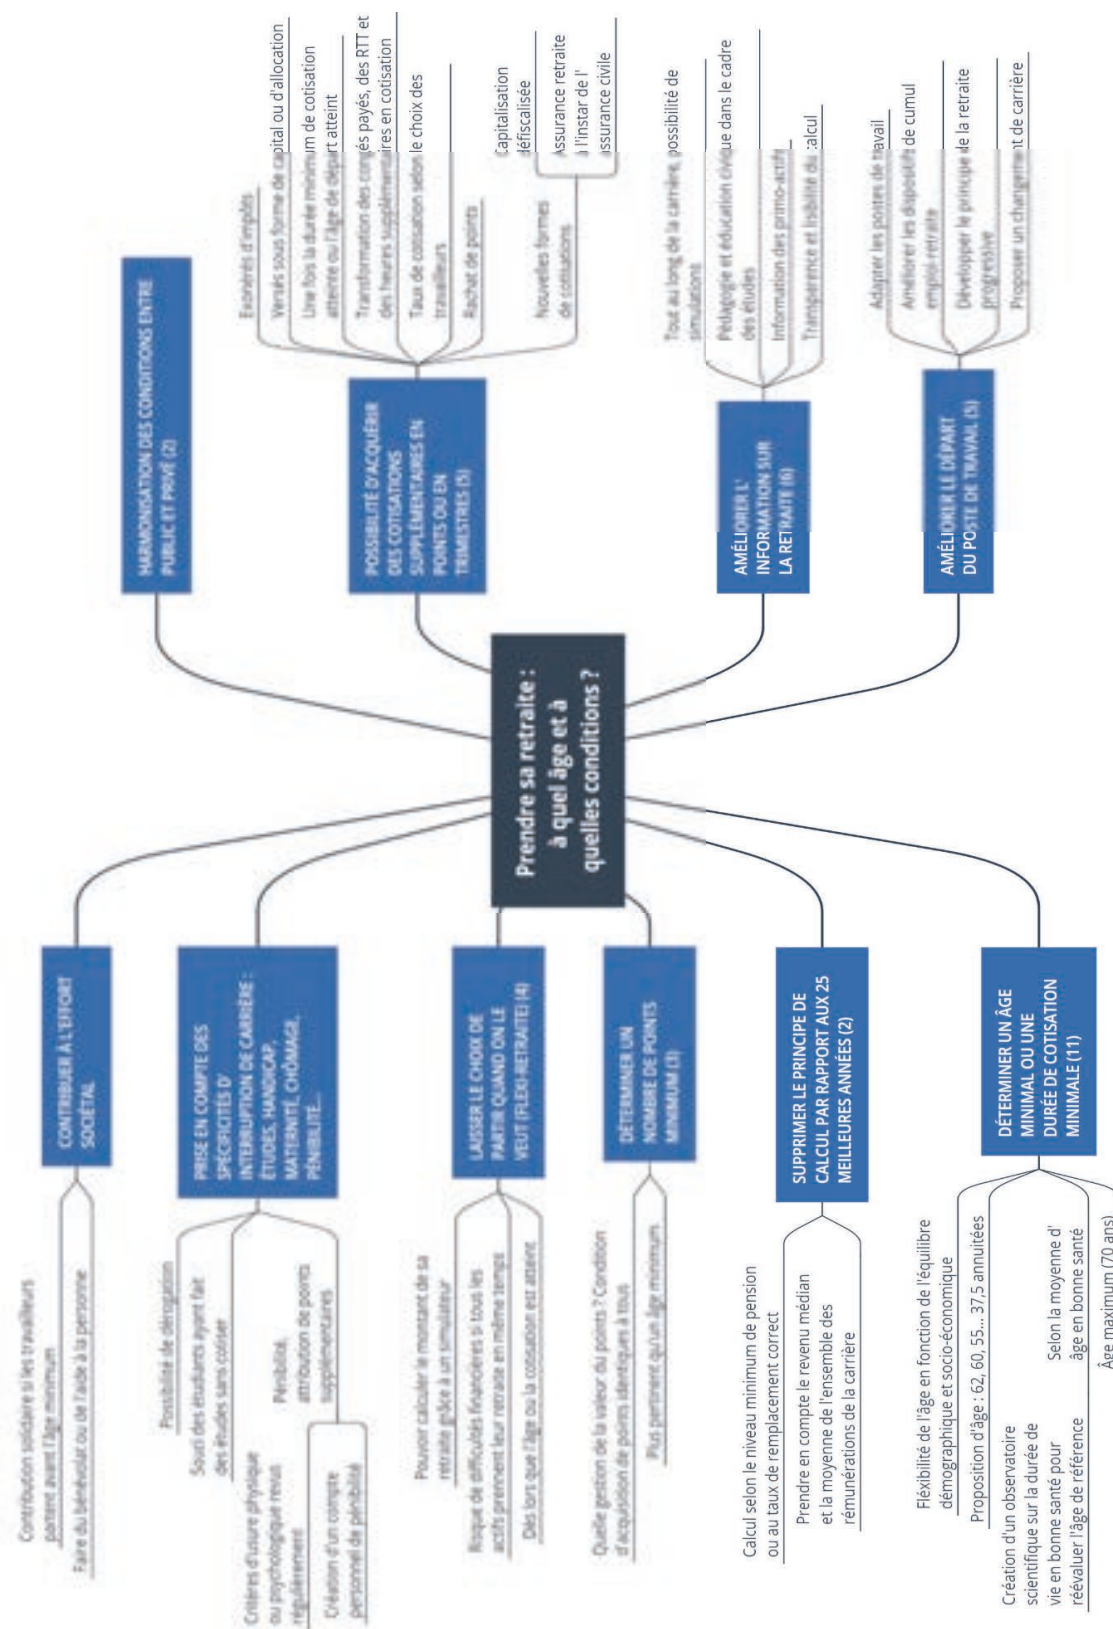 Prendre sa retraite :
à quel âge et à
quelles conditions ?
CONTRIBUER À L'EFFORT
SOCIÉTAL
Contribution solidaire si les travailleurs
partent avant l'âge minimum
Faire du bénévolat ou de l'aide à la personne
PRISE EN COMPTE DES
SPÉCIFICITÉS D'
INTERRUPTION DE CARRIÈRE :
ÉTUDES, HANDICAP,
MATERNITÉ, CHÔMAGE,
PÉNIBILITÉ...
Possibilité de dérogation
Souci des étudiants ayant fait
des études sans cotiser
Critères d'usure physique
ou psychologique revus
régulièrement
Création d'un compte
personnel de pénibilité
Pénibilité,
attribution de points
supplémentaires
LAISSER LE CHOIX DE
PARTIR QUAND ON LE
VEUT (FLEXI-RETRAITE) (4)
Pouvoir calculer le montant de sa
retraite grâce à un simulateur
Risque de difficultés financières si tous les
actifs prennent leur retraite en même temps
Dès lors que l'âge ou la cotisation est atteint
DÉTERMINER UN
NOMBRE DE POINTS
MINIMUM (3)
Quelle gestion de la valeur du points ? Condition
d'acquisition de points identiques à tous
Plus pertinent qu'un âge minimum
SUPPRIMER LE PRINCIPE DE
CALCUL PAR RAPPORT AUX 25
MEILLEURES ANNÉES (2)
Calcul selon le niveau minimum de pension
ou au taux de remplacement correct
Prendre en compte le revenu médian
et la moyenne de l'ensemble des
rémunérations de la carrière
DÉTERMINER UN ÂGE
MINIMAL OU UNE
DURÉE DE COTISATION
MINIMALE (11)
Fléxibilité de l'âge en fonction de l'équilibre
démographique et socio-économique
Proposition d'âge : 62, 60, 55... 37,5 annuitées
Création d'un observatoire
scientifique sur la durée de
vie en bonne santé pour
réévaluer l'âge de référence
Selon la moyenne d'
âge en bonne santé
Âge maximum (70 ans)
HARMONISATION DES CONDITIONS ENTRE
PUBLIC ET PRIVÉ (2)
POSSIBILITÉ D'ACQUÉRIR
DES COTISATIONS
SUPPLÉMENTAIRES EN
POINTS OU EN
TRIMESTRES (5)
Exonérés d'impôts
Versés sous forme de capital ou d'allocation
Une fois la durée minimum de cotisation
atteinte ou l'âge de départ atteint
Transformation des congés payés, des RTT et
des heures supplémentaires en cotisation
Taux de cotisation selon le choix des
travailleurs
Rachat de points
Nouvelles formes
de cotisations
Capitalisation
défiscalisée
Assurance retraite
à l'instar de l'
assurance civile
AMÉLIORER L'
INFORMATION SUR
LA RETRAITE (6)
Tout au long de la carrière, possibilité de
simulations
Pédagogie et éducation civique dans le cadre
des études
Information des primo-actifs
Transparence et lisibilité du calcul
AMÉLIORER LE DÉPART
DU POSTE DE TRAVAIL (5)
Adapter les postes de travail
Améliorer les dispositifs de cumul
emploi-retraite
Développer le principe de la retraite
progressive
Proposer un changement de carrière